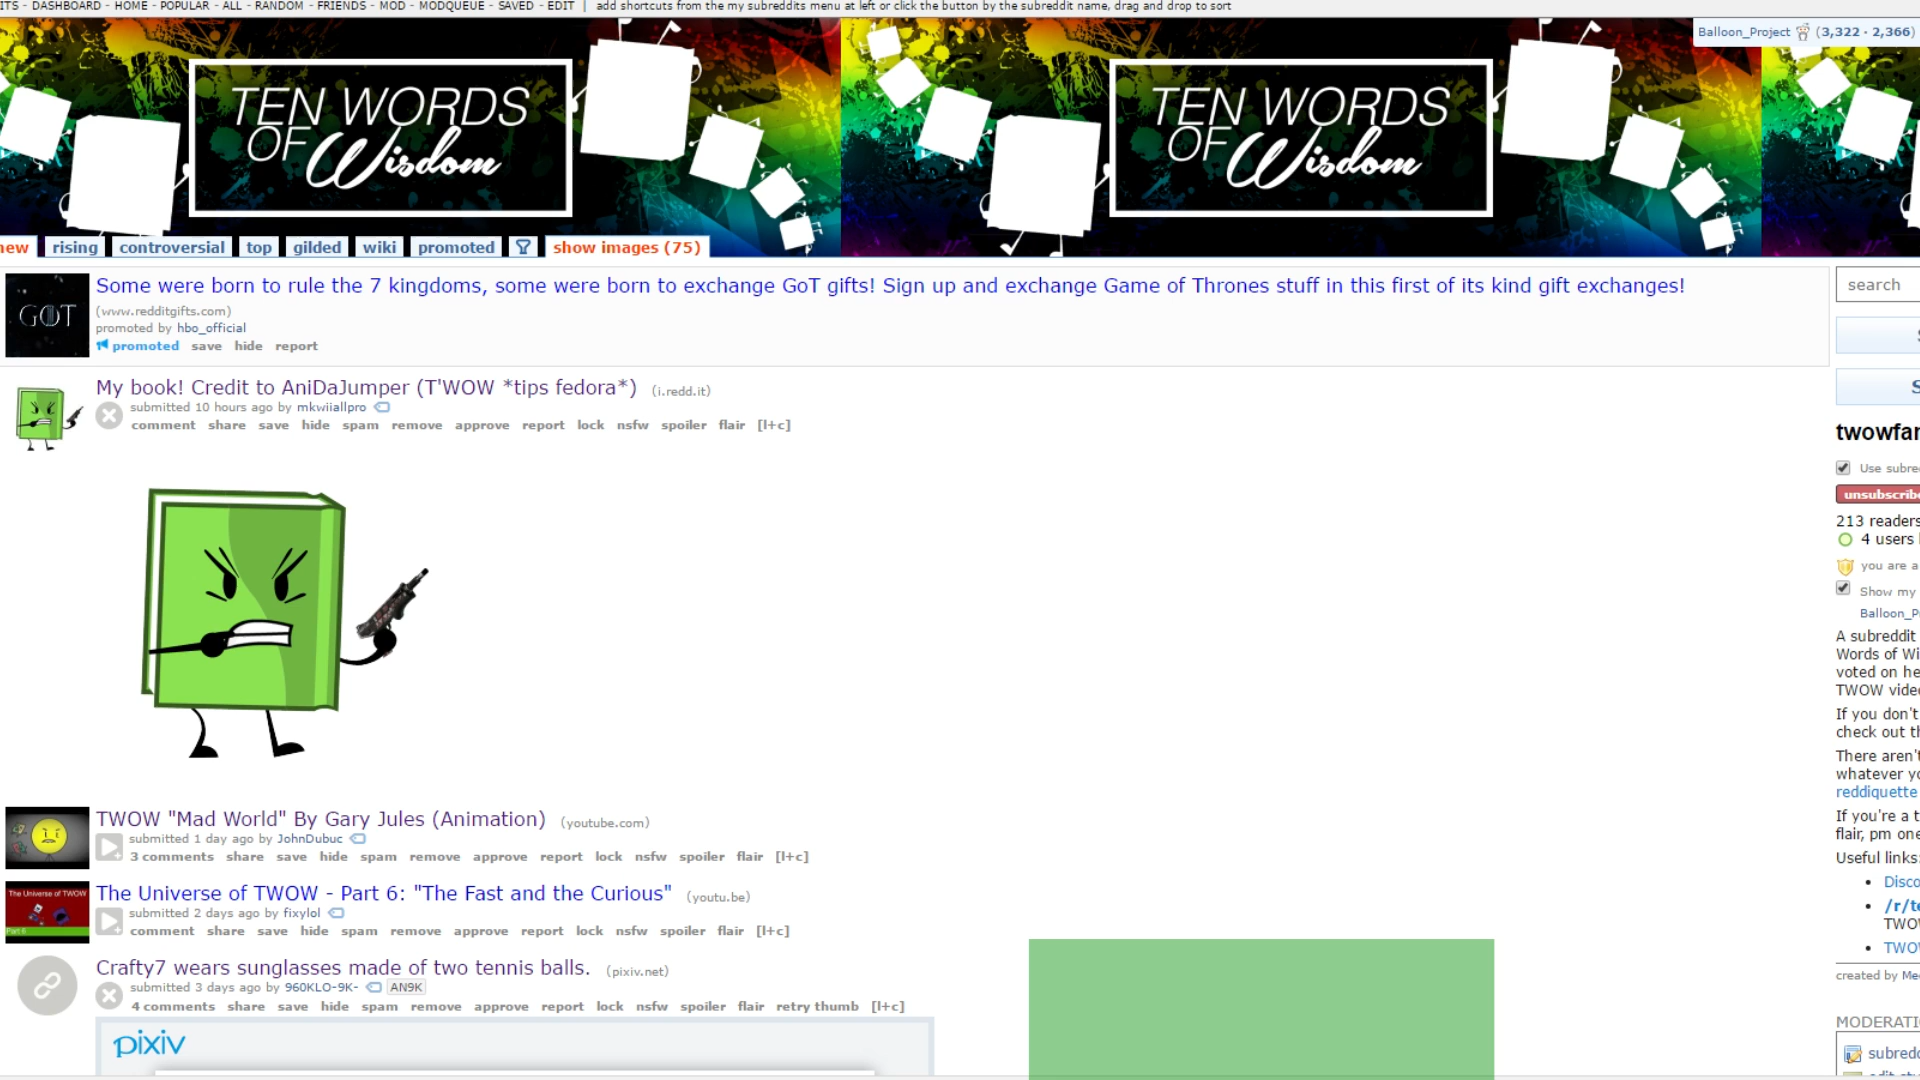 ITS - DASHBOARD - HOME - POPULAR - ALL - RANDOM - FRIENDS - MOD - MODQUEUE - SAVED - EDIT | add shortcuts from the my subreddits menu at left or click the button by the subreddit name, drag and drop to sort
Balloon_Project (3,322 · 2,366)
TEN WORDS
OF Wisdom
TEN WORDS
OF Wisdom
new rising controversial top gilded wiki promoted show images (75)
GOT
Some were born to rule the 7 kingdoms, some were born to exchange GoT gifts! Sign up and exchange Game of Thrones stuff in this first of its kind gift exchanges!
(www.redditgifts.com)
promoted by hbo_official
promoted save hide report
My book! Credit to AniDaJumper (T'WOW *tips fedora*) (i.redd.it)
submitted 10 hours ago by mkwiiallpro
comment share save hide spam remove approve report lock nsfw spoiler flair [l+c]
TWOW "Mad World" By Gary Jules (Animation) (youtube.com)
submitted 1 day ago by JohnDubuc
3 comments share save hide spam remove approve report lock nsfw spoiler flair [l+c]
The Universe of TWOW
Part 6
The Universe of TWOW - Part 6: "The Fast and the Curious" (youtu.be)
submitted 2 days ago by fixylol
comment share save hide spam remove approve report lock nsfw spoiler flair [l+c]
Crafty7 wears sunglasses made of two tennis balls. (pixiv.net)
submitted 3 days ago by 960KLO-9K- AN9K
4 comments share save hide spam remove approve report lock nsfw spoiler flair retry thumb [l+c]
pixiv
search
S
twowfan
Use subre
unsubscribe
213 readers
4 users
you are a
Show my
Balloon_P
A subreddit
Words of Wi
voted on he
TWOW vide
If you don't
check out th
There aren't
whatever yo
reddiquette
If you're a t
flair, pm one
Useful links:
Disco
/r/te
TWOW
TWOW
created by Me
MODERATI
subredd